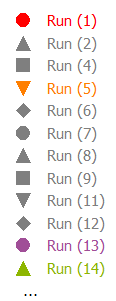 Run (1)
Run (2)
Run (4)
Run (5)
Run (6)
Run (7)
Run (8)
Run (9)
Run (11)
Run (12)
Run (13)
Run (14)
...